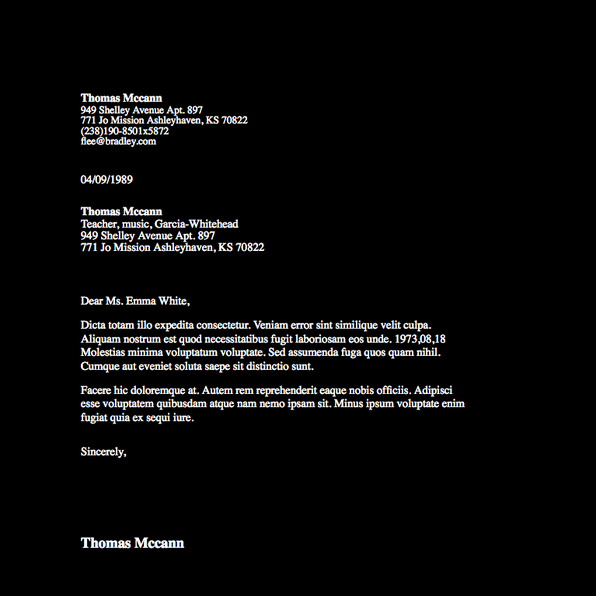 Thomas Mccann
949 Shelley Avenue Apt. 897
771 Jo Mission Ashleyhaven, KS 70822
(238)190-8501x5872
flee@bradley.com
04/09/1989
Thomas Mccann
Teacher, music, Garcia-Whitehead
949 Shelley Avenue Apt. 897
771 Jo Mission Ashleyhaven, KS 70822
Dear Ms. Emma White,
Dicta totam illo expedita consectetur. Veniam error sint similique velit culpa.
Aliquam nostrum est quod necessitatibus fugit laboriosam eos unde. 1973,08,18
Molestias minima voluptatum voluptate. Sed assumenda fuga quos quam nihil.
Cumque aut eveniet soluta saepe sit distinctio sunt.
Facere hic doloremque at. Autem rem reprehenderit eaque nobis officiis. Adipisci
esse voluptatem quibusdam atque nam nemo ipsam sit. Minus ipsum voluptate enim
fugiat quia ex sequi iure.
Sincerely,
Thomas Mccann